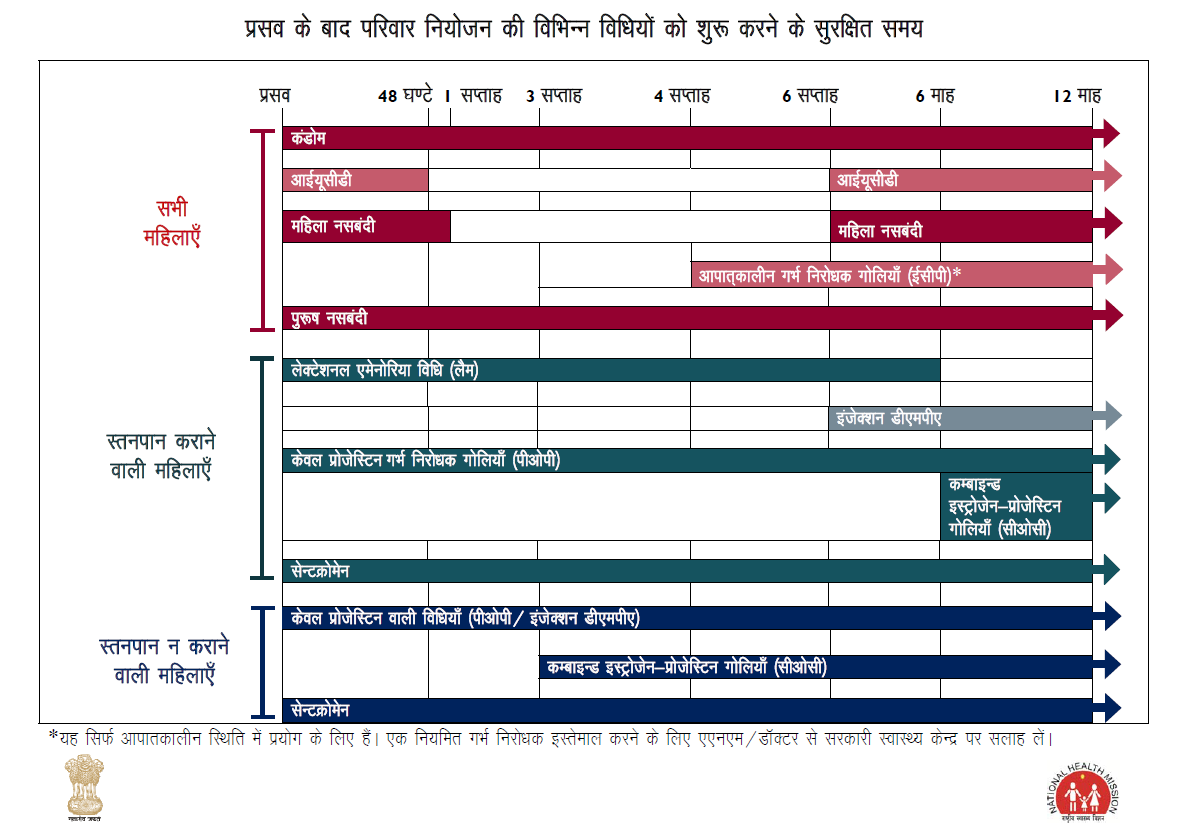 प्रसव के बाद परिवार नियोजन की विभिन्न विधियों को शुरू करने के सुरक्षित समय
प्रसव 48 घण्टे 1 सप्ताह 3 सप्ताह 4 सप्ताह 6 सप्ताह 6 माह 12 माह
सभी
महिलाएँ
कंडोम
आईयूसीडी आईयूसीडी
महिला नसबंदी महिला नसबंदी
आपात्कालीन गर्भ निरोधक गोलियाँ (ईसीपी)*
पुरूष नसबंदी
स्तनपान कराने
वाली महिलाएँ
लेक्टेशनल एमेनोरिया विधि (लैम)
इंजेक्शन डीएमपीए
केवल प्रोजेस्टिन गर्भ निरोधक गोलियाँ (पीओपी)
कम्बाइन्ड
इस्ट्रोजेन–प्रोजेस्टिन
गोलियाँ (सीओसी)
सेन्टक्रोमेन
स्तनपान न कराने
वाली महिलाएँ
केवल प्रोजेस्टिन वाली विधियाँ (पीओपी/ इंजेक्शन डीएमपीए)
कम्बाइन्ड इस्ट्रोजेन–प्रोजेस्टिन गोलियाँ (सीओसी)
सेन्टक्रोमेन
*यह सिर्फ आपातकालीन स्थिति में प्रयोग के लिए हैं। एक नियमित गर्भ निरोधक इस्तेमाल करने के लिए एएनएम/डॉक्टर से सरकारी स्वास्थ्य केन्द्र पर सलाह लें।
सत्यमेव जयते
NATIONAL HEALTH MISSION
राष्ट्रीय स्वास्थ्य मिशन